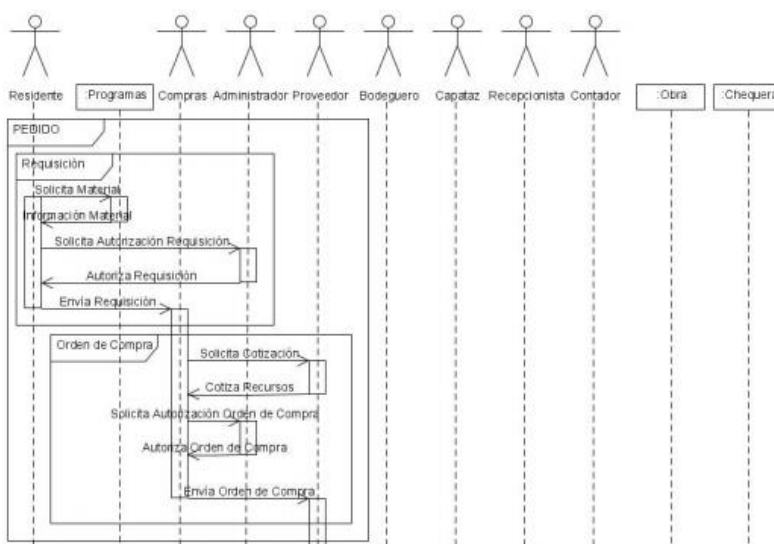 Residente :Programas Compras Administrador Proveedor Bodeguero Capataz Recepcionista Contador :Obra :Chequera
PEDIDO
Requisición
Solicita Material
Información Material
Solicita Autorización Requisición
Autoriza Requisición
Envía Requisición
Orden de Compra
Solicita Cotización
Cotiza Recursos
Solicita Autorización Orden de Compra
Autoriza Orden de Compra
Envía Orden de Compra